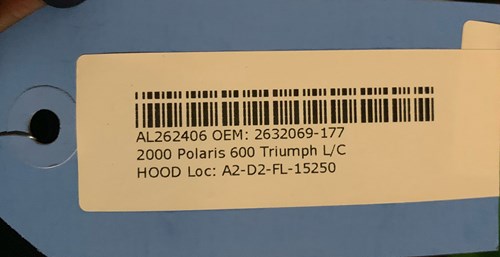 AL262406 OEM: 2632069-177
2000 Polaris 600 Triumph L/C
HOOD Loc: A2-D2-FL-15250